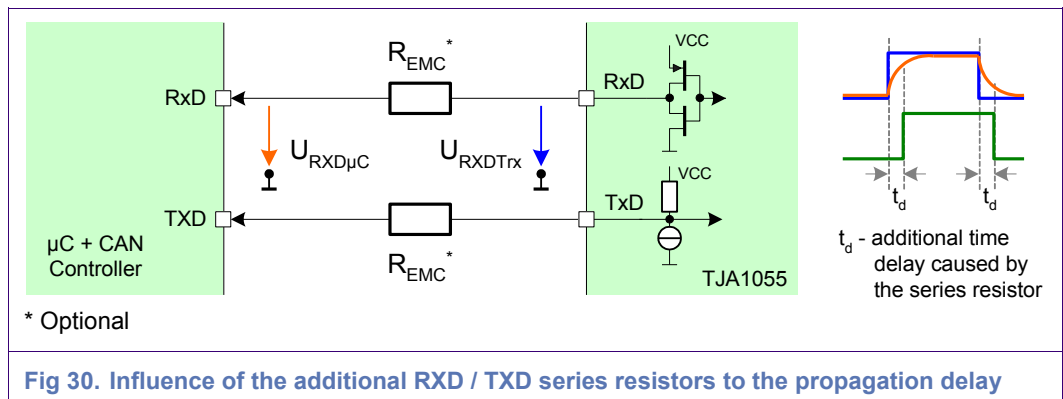 R_EMC*
VCC
RxD
RxD
U_RXDµC
U_RXDTrx
VCC
TXD
TxD
R_EMC*
µC + CAN
Controller
TJA1055
t_d
t_d
t_d - additional time
delay caused by
the series resistor
* Optional
Fig 30. Influence of the additional RXD / TXD series resistors to the propagation delay